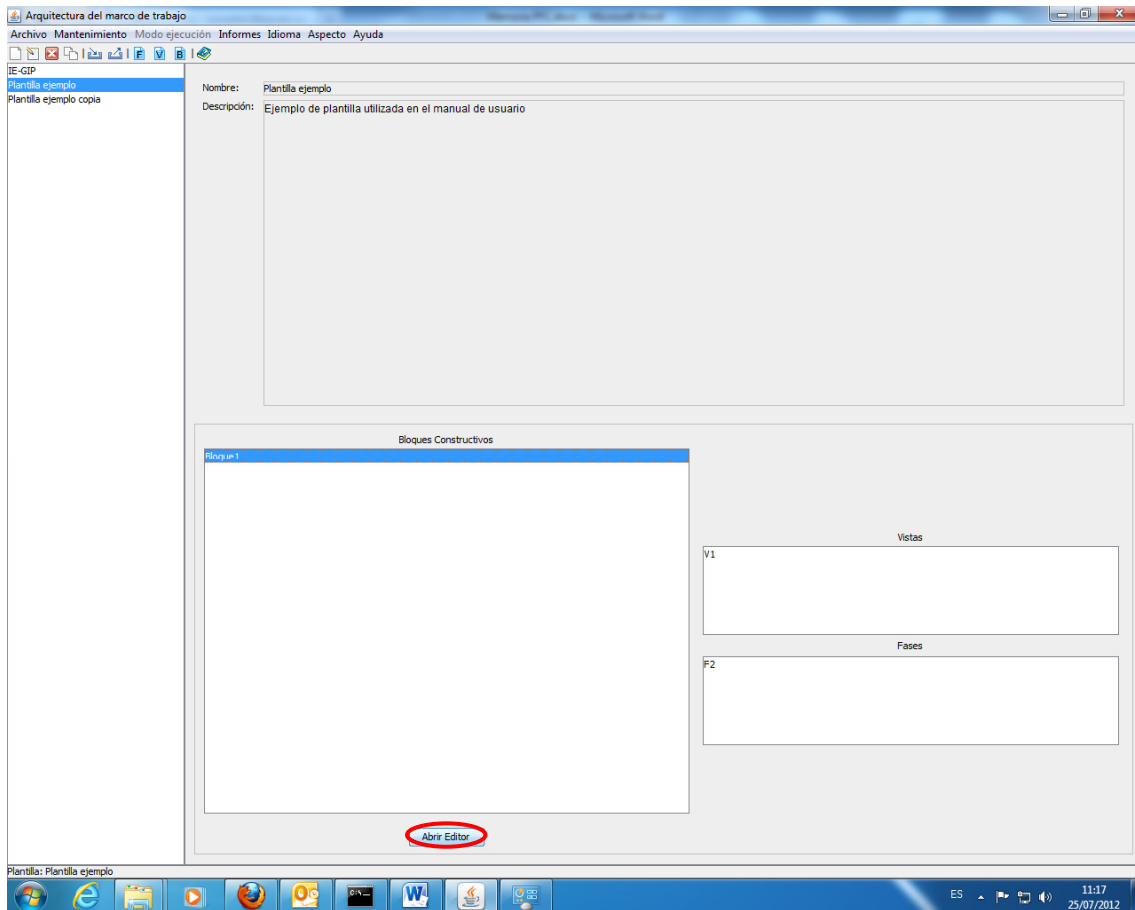 Arquitectura del marco de trabajo
Archivo Mantenimiento Modo ejecución Informes Idioma Aspecto Ayuda
F V B
IE-GIP
Plantilla ejemplo
Plantilla ejemplo copia
Nombre: Plantilla ejemplo
Descripción: Ejemplo de plantilla utilizada en el manual de usuario
Bloques Constructivos
Bloque1
Vistas
V1
Fases
F2
Abrir Editor
Plantilla: Plantilla ejemplo
ES 11:17
25/07/2012